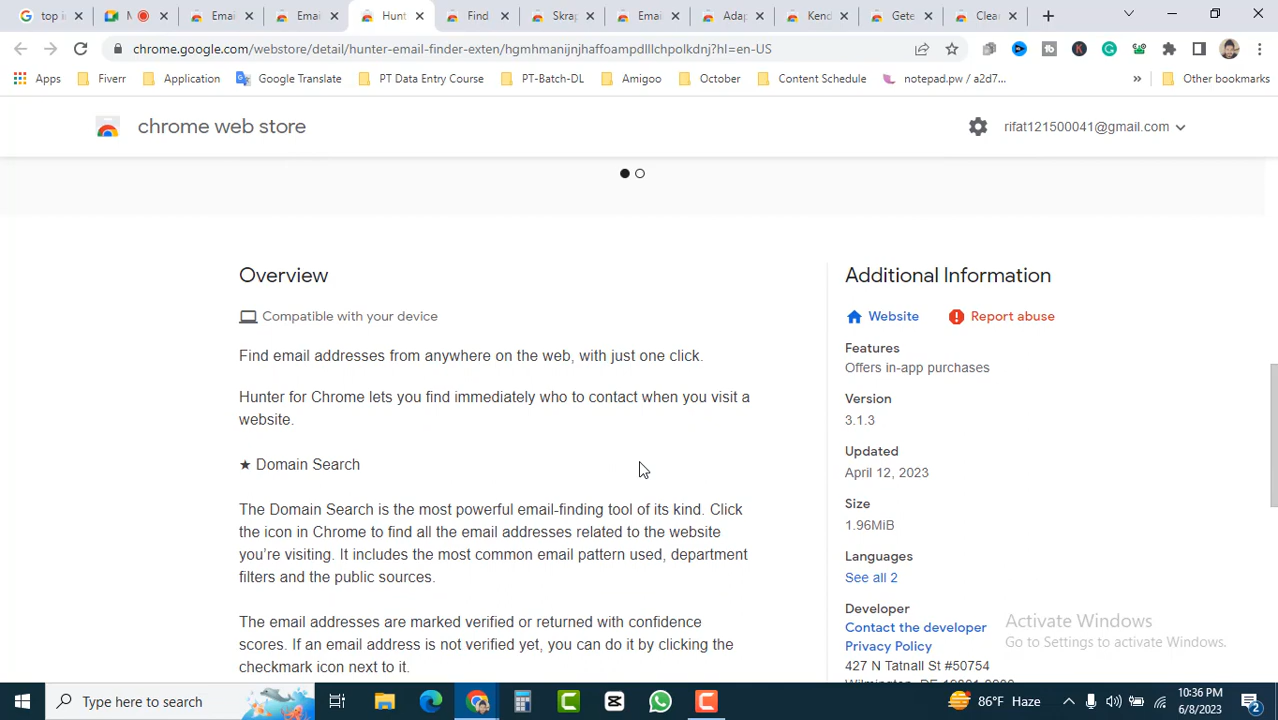 top in
M
Emai
Email
Hunt
Find
Skrap
Emai
Adap
Kend
Gete
Clea
chrome.google.com/webstore/detail/hunter-email-finder-exten/hgmhmanijnjhaffoampdlllchpolkdnj?hl=en-US
Apps
Fiverr
Application
Google Translate
PT Data Entry Course
PT-Batch-DL
Amigoo
October
Content Schedule
notepad.pw / a2d7...
»
Other bookmarks
chrome web store
rifat121500041@gmail.com
Overview
Compatible with your device
Find email addresses from anywhere on the web, with just one click.
Hunter for Chrome lets you find immediately who to contact when you visit a
website.
★ Domain Search
The Domain Search is the most powerful email-finding tool of its kind. Click
the icon in Chrome to find all the email addresses related to the website
you're visiting. It includes the most common email pattern used, department
filters and the public sources.
The email addresses are marked verified or returned with confidence
scores. If an email address is not verified yet, you can do it by clicking the
checkmark icon next to it.
Additional Information
Website
Report abuse
Features
Offers in-app purchases
Version
3.1.3
Updated
April 12, 2023
Size
1.96MiB
Languages
See all 2
Developer
Contact the developer
Privacy Policy
427 N Tatnall St #50754
Activate Windows
Go to Settings to activate Windows.
Type here to search
86°F Haze
10:36 PM
6/8/2023
2